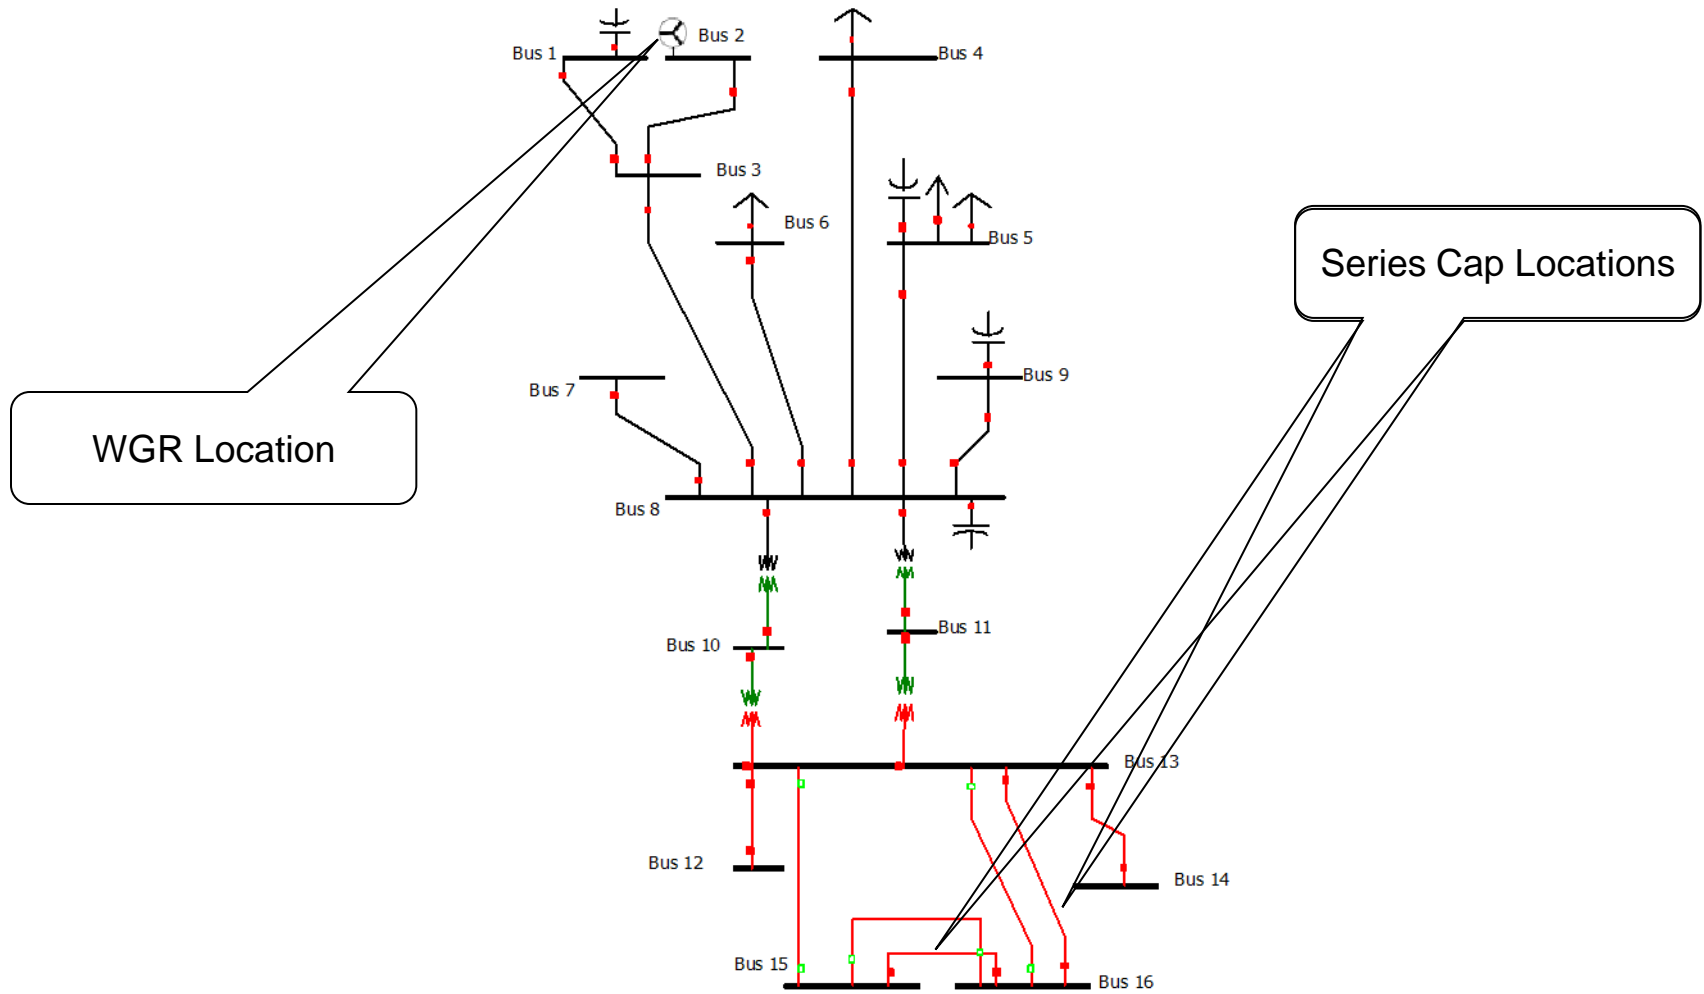 Bus 1
Bus 2
Bus 4
Bus 3
Bus 6
Bus 5
Series Cap Locations
Bus 7
Bus 9
WGR Location
Bus 8
Bus 10
Bus 11
Bus 13
Bus 12
Bus 14
Bus 15
Bus 16